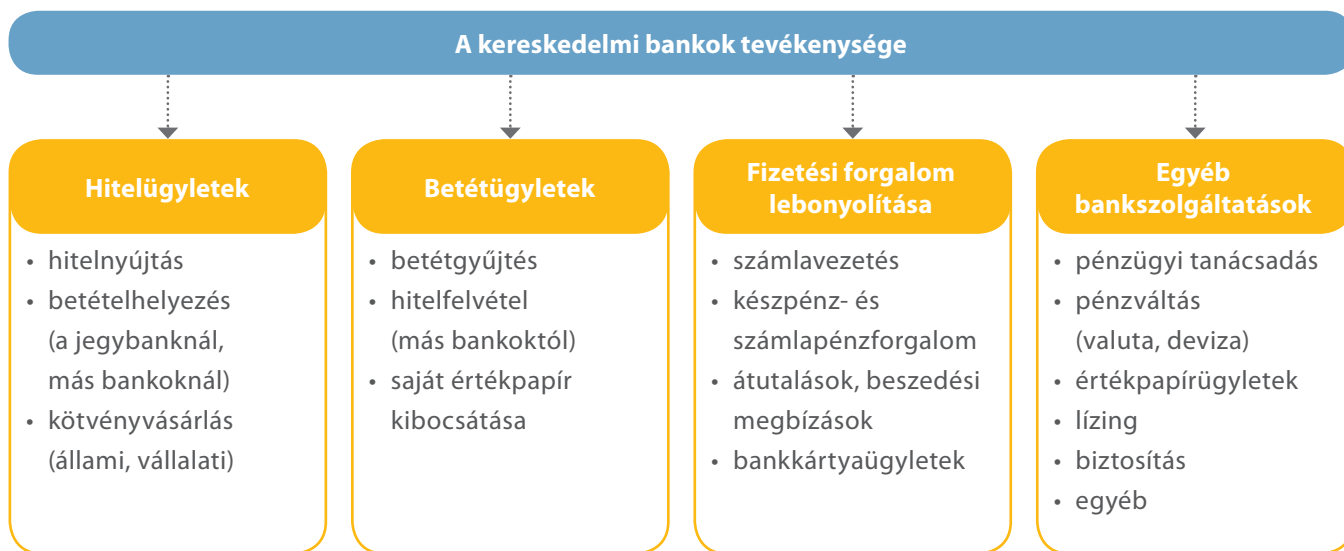 A kereskedelmi bankok tevékenysége
Hitelügyletek
• hitelnyújtás
• betételhelyezés
(a jegybanknál,
más bankoknál)
• kötvényvásárlás
(állami, vállalati)
Betétügyletek
• betétgyűjtés
• hitelfelvétel
(más bankoktól)
• saját értékpapír
kibocsátása
Fizetési forgalom
lebonyolítása
• számlavezetés
• készpénz- és
számlapénzforgalom
• átutalások, beszedési
megbízások
• bankkártyaügyletek
Egyéb
bankszolgáltatások
• pénzügyi tanácsadás
• pénzváltás
(valuta, deviza)
• értékpapírügyletek
• lízing
• biztosítás
• egyéb